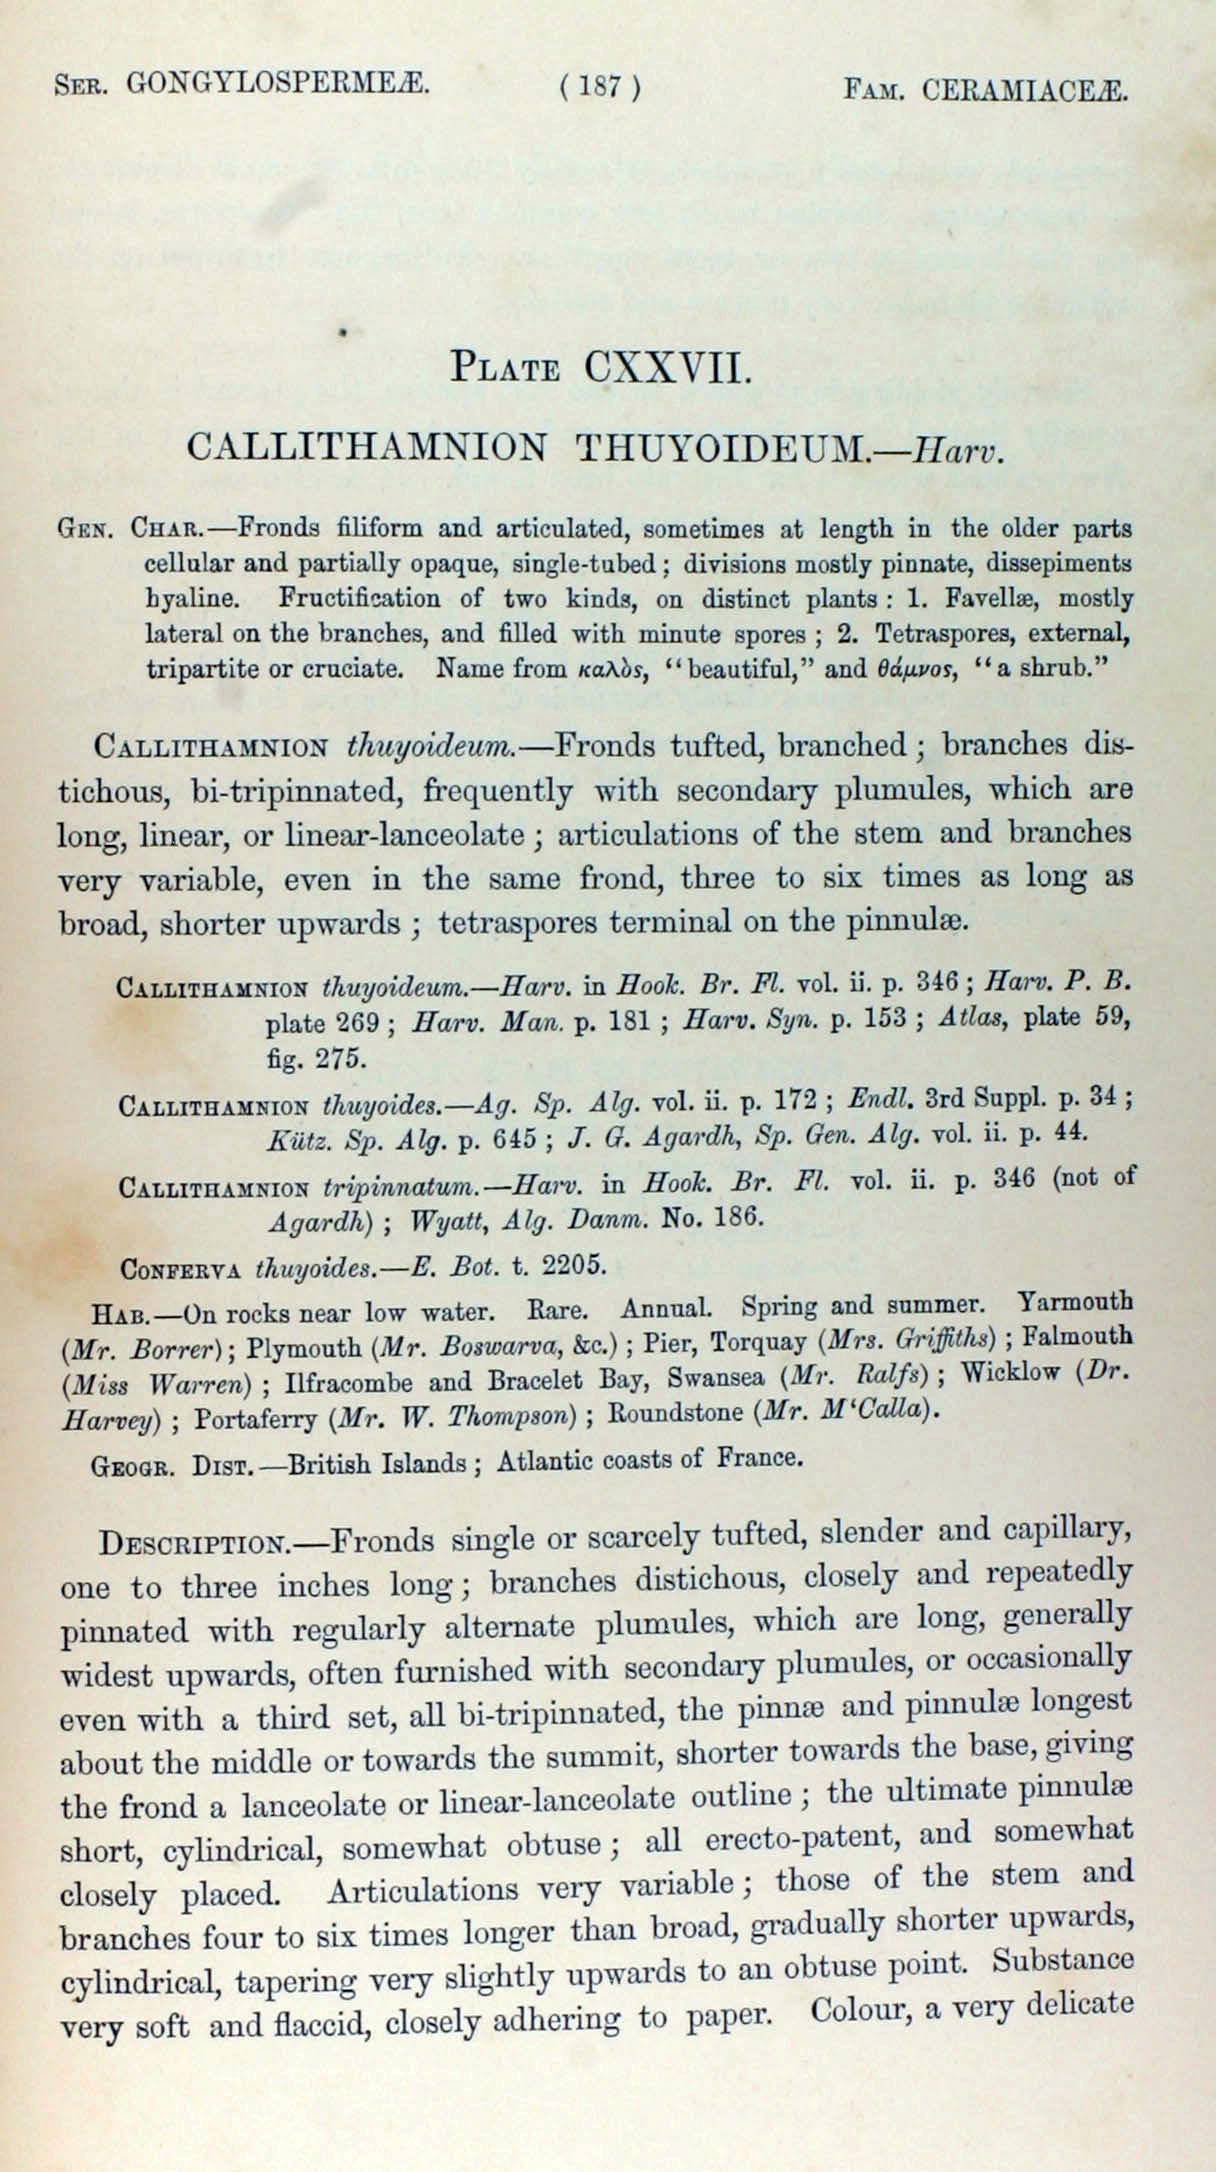 Ser. GONGYLOSPERMEÆ. ( 187 ) Fam. CERAMIACEÆ.
Plate CXXVII.
CALLITHAMNION THUYOIDEUM.—Harv.
Gen. Char.—Fronds filiform and articulated, sometimes at length in the older parts
cellular and partially opaque, single-tubed ; divisions mostly pinnate, dissepiments
hyaline. Fructification of two kinds, on distinct plants : 1. Favellæ, mostly
lateral on the branches, and filled with minute spores ; 2. Tetraspores, external,
tripartite or cruciate. Name from καλὸς, “beautiful,” and θάμνος, “a shrub.”
Callithamnion thuyoideum.—Fronds tufted, branched ; branches dis-
tichous, bi-tripinnated, frequently with secondary plumules, which are
long, linear, or linear-lanceolate ; articulations of the stem and branches
very variable, even in the same frond, three to six times as long as
broad, shorter upwards ; tetraspores terminal on the pinnulæ.
Callithamnion thuyoideum.—Harv. in Hook. Br. Fl. vol. ii. p. 346 ; Harv. P. B.
plate 269 ; Harv. Man. p. 181 ; Harv. Syn. p. 153 ; Atlas, plate 59,
fig. 275.
Callithamnion thuyoides.—Ag. Sp. Alg. vol. ii. p. 172 ; Endl. 3rd Suppl. p. 34 ;
Kütz. Sp. Alg. p. 645 ; J. G. Agardh, Sp. Gen. Alg. vol. ii. p. 44.
Callithamnion tripinnatum.—Harv. in Hook. Br. Fl. vol. ii. p. 346 (not of
Agardh) ; Wyatt, Alg. Danm. No. 186.
Conferva thuyoides.—E. Bot. t. 2205.
Hab.—On rocks near low water. Rare. Annual. Spring and summer. Yarmouth
(Mr. Borrer) ; Plymouth (Mr. Boswarva, &c.) ; Pier, Torquay (Mrs. Griffiths) ; Falmouth
(Miss Warren) ; Ilfracombe and Bracelet Bay, Swansea (Mr. Ralfs) ; Wicklow (Dr.
Harvey) ; Portaferry (Mr. W. Thompson) ; Roundstone (Mr. M‘Calla).
Geogr. Dist.—British Islands ; Atlantic coasts of France.
Description.—Fronds single or scarcely tufted, slender and capillary,
one to three inches long ; branches distichous, closely and repeatedly
pinnated with regularly alternate plumules, which are long, generally
widest upwards, often furnished with secondary plumules, or occasionally
even with a third set, all bi-tripinnated, the pinnæ and pinnulæ longest
about the middle or towards the summit, shorter towards the base, giving
the frond a lanceolate or linear-lanceolate outline ; the ultimate pinnulæ
short, cylindrical, somewhat obtuse ; all erecto-patent, and somewhat
closely placed. Articulations very variable ; those of the stem and
branches four to six times longer than broad, gradually shorter upwards,
cylindrical, tapering very slightly upwards to an obtuse point. Substance
very soft and flaccid, closely adhering to paper. Colour, a very delicate